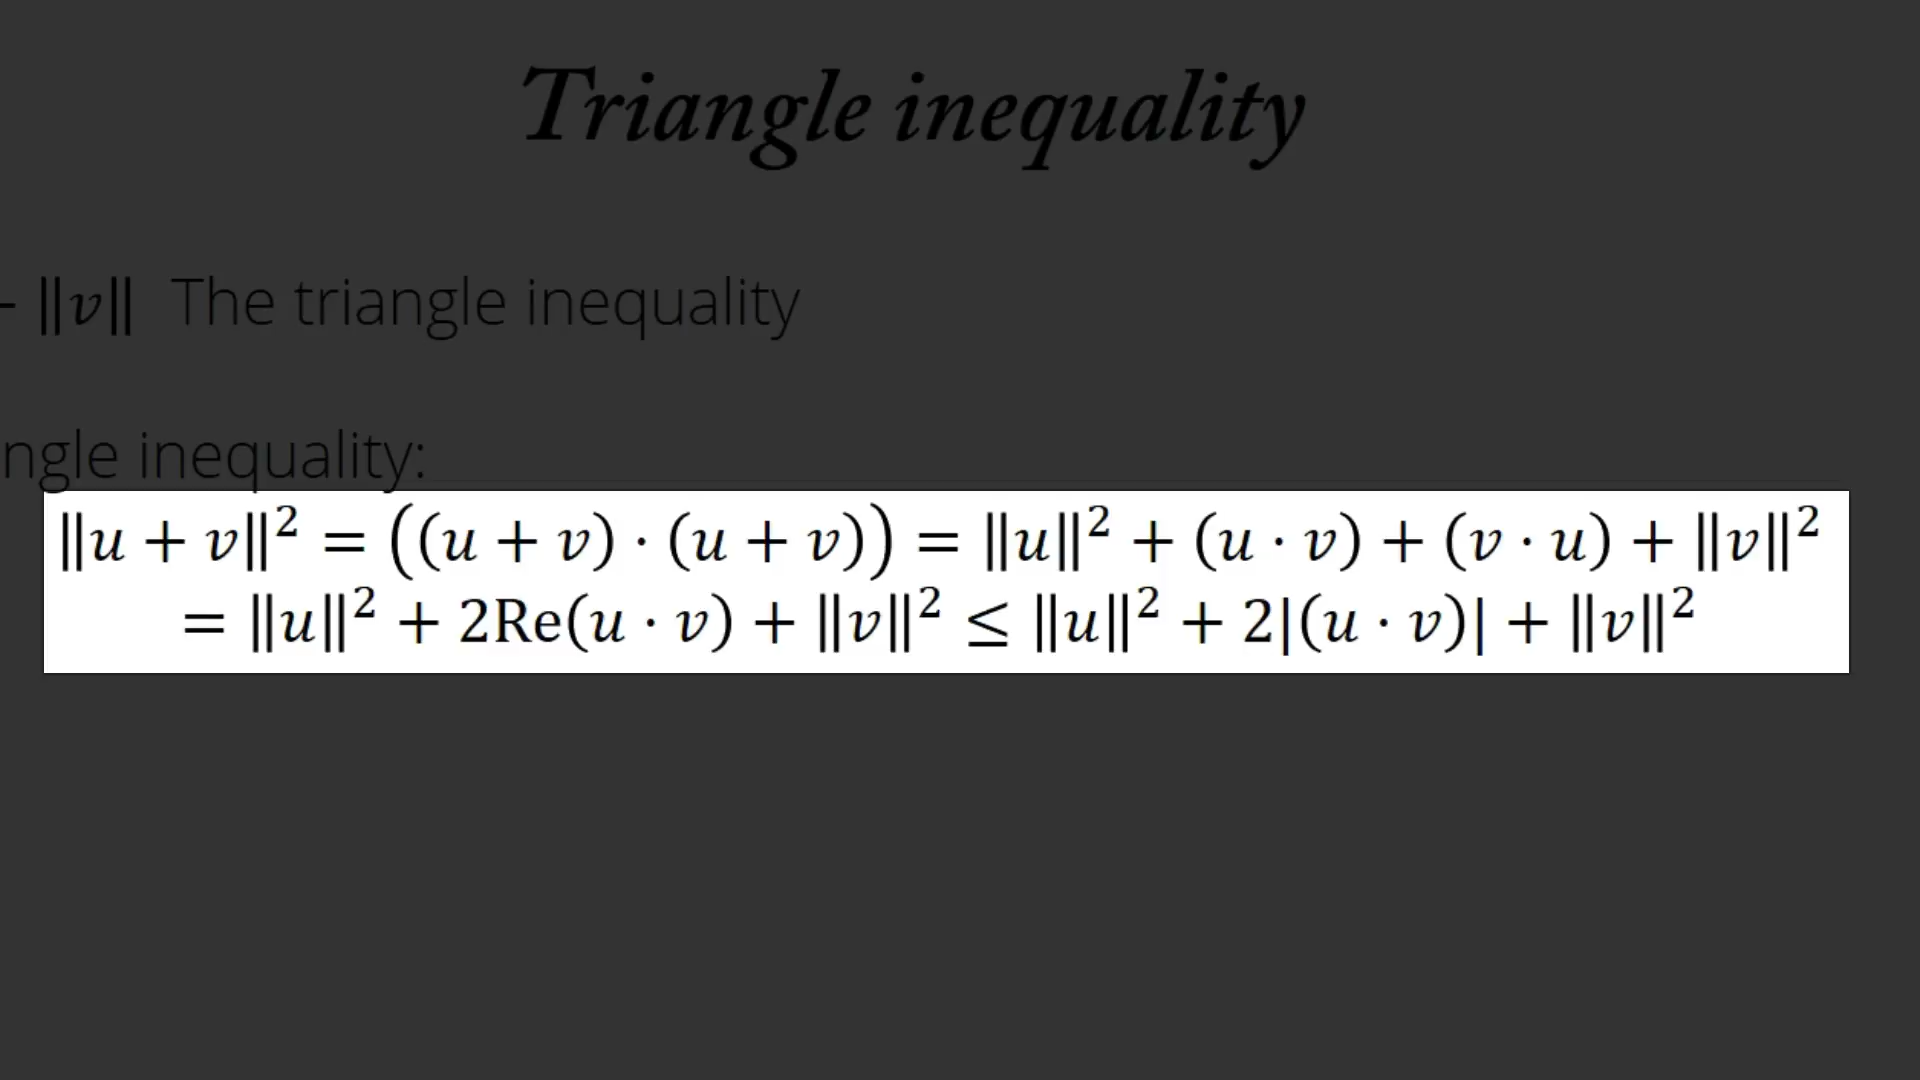 Triangle inequality
- ‖v‖ The triangle inequality
ngle inequality:
‖u + v‖² = ((u + v) · (u + v)) = ‖u‖² + (u · v) + (v · u) + ‖v‖²
= ‖u‖² + 2Re(u · v) + ‖v‖² ≤ ‖u‖² + 2|(u · v)| + ‖v‖²